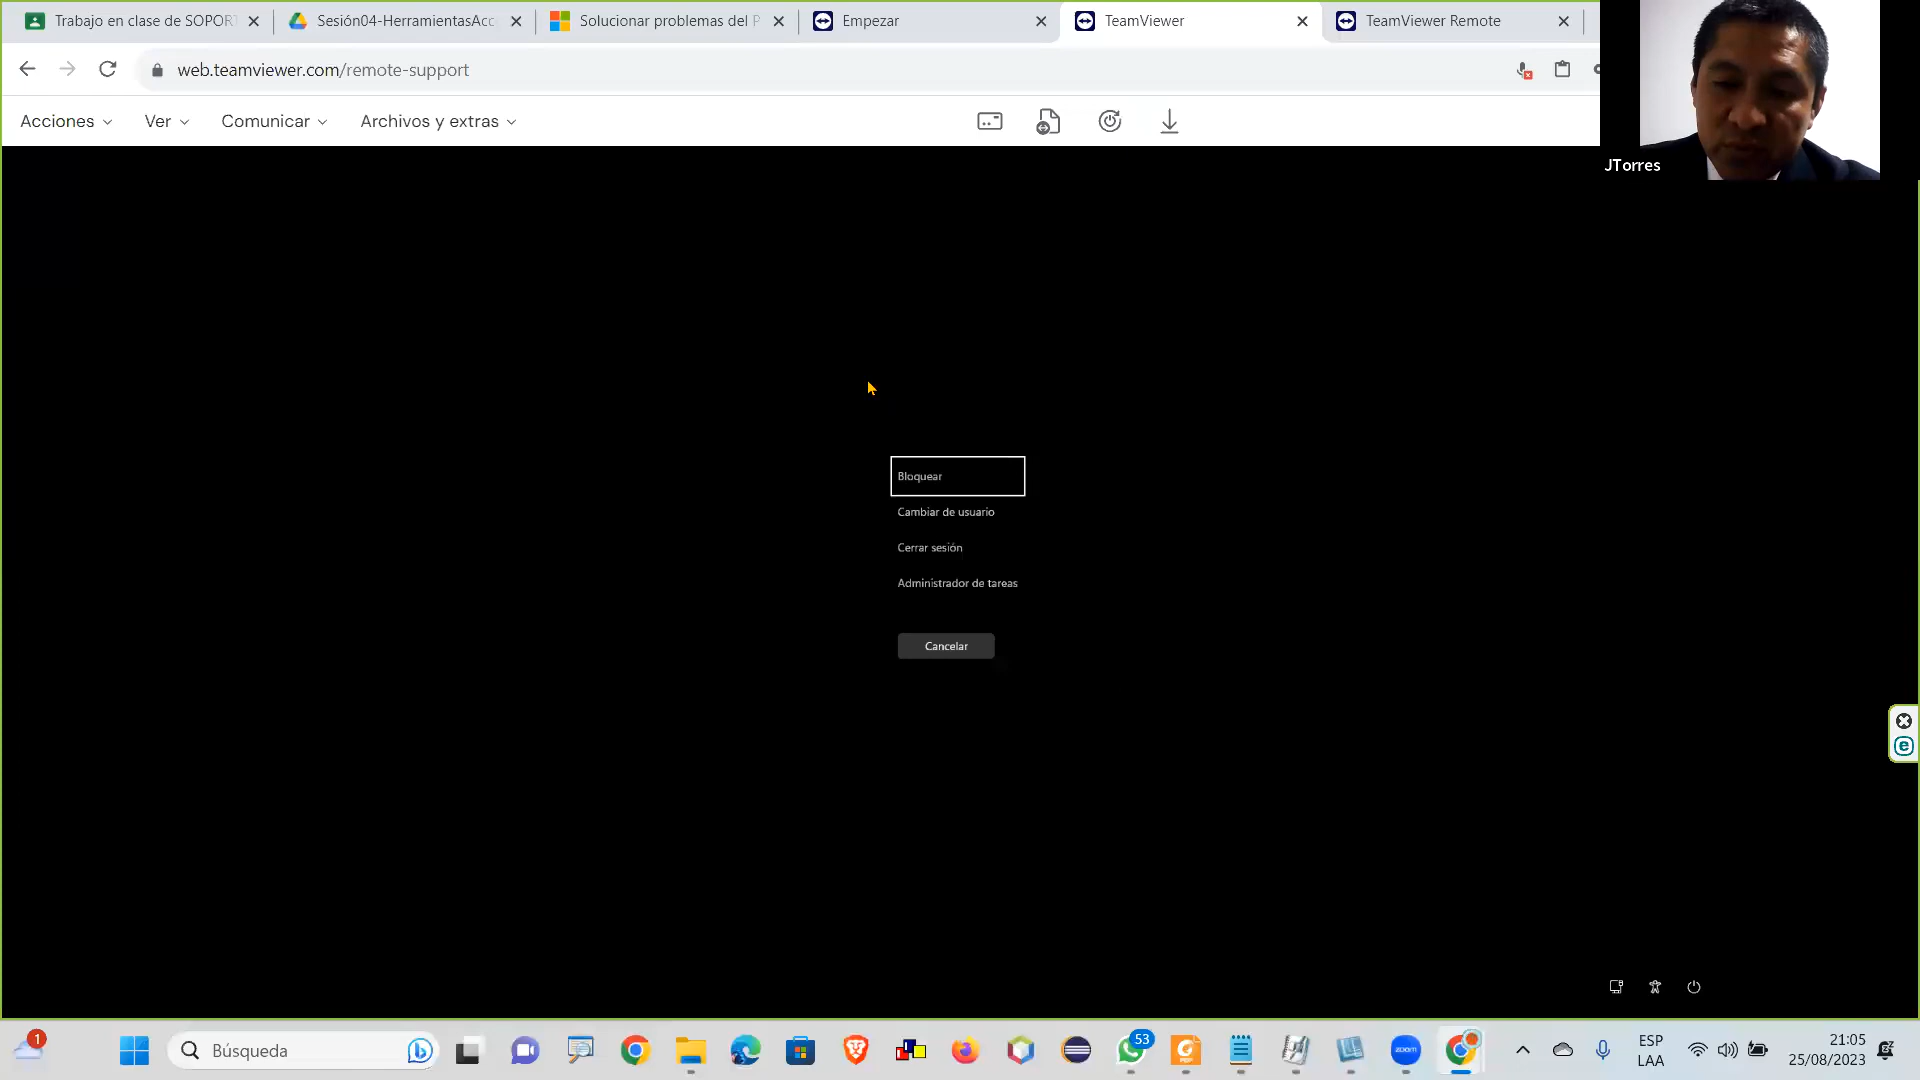 Trabajo en clase de SOPOR
Sesión04-HerramientasAcc
Solucionar problemas del P
Empezar
TeamViewer
TeamViewer Remote
web.teamviewer.com/remote-support
Acciones
Ver
Comunicar
Archivos y extras
JTorres
Bloquear
Cambiar de usuario
Cerrar sesión
Administrador de tareas
Cancelar
1
Búsqueda
53
zoom
ESP
LAA
21:05
25/08/2023